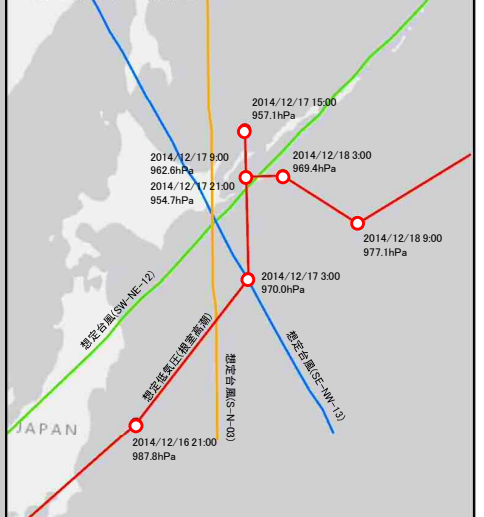 2014/12/17 15:00
957.1hPa
2014/12/17 9:00
962.6hPa
2014/12/17 21:00
954.7hPa
2014/12/18 3:00
969.4hPa
2014/12/18 9:00
977.1hPa
2014/12/17 3:00
970.0hPa
想定台風(SW-NE-12)
想定低気圧(根室高潮)
想定台風(S-N-03)
想定台風(SE-NW-13)
JAPAN
2014/12/16 21:00
987.8hPa